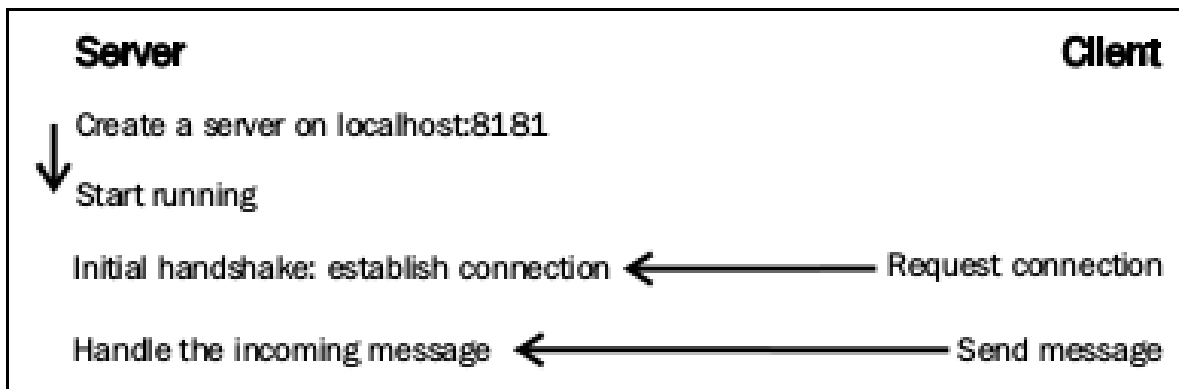 Server Client
Create a server on localhost:8181
Start running
Initial handshake: establish connection Request connection
Handle the incoming message Send message